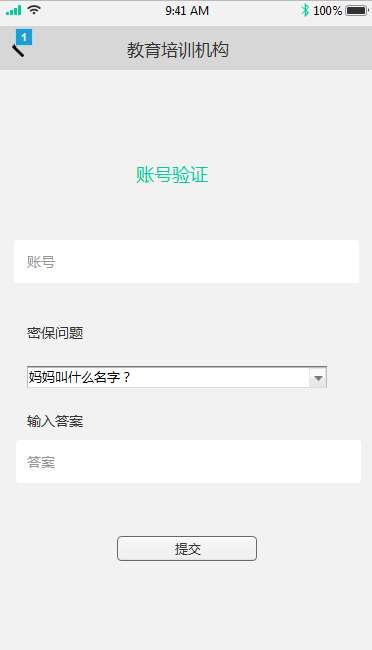 9:41 AM 100%
1
教育培训机构
账号验证
账号
密保问题
妈妈叫什么名字？
输入答案
答案
提交